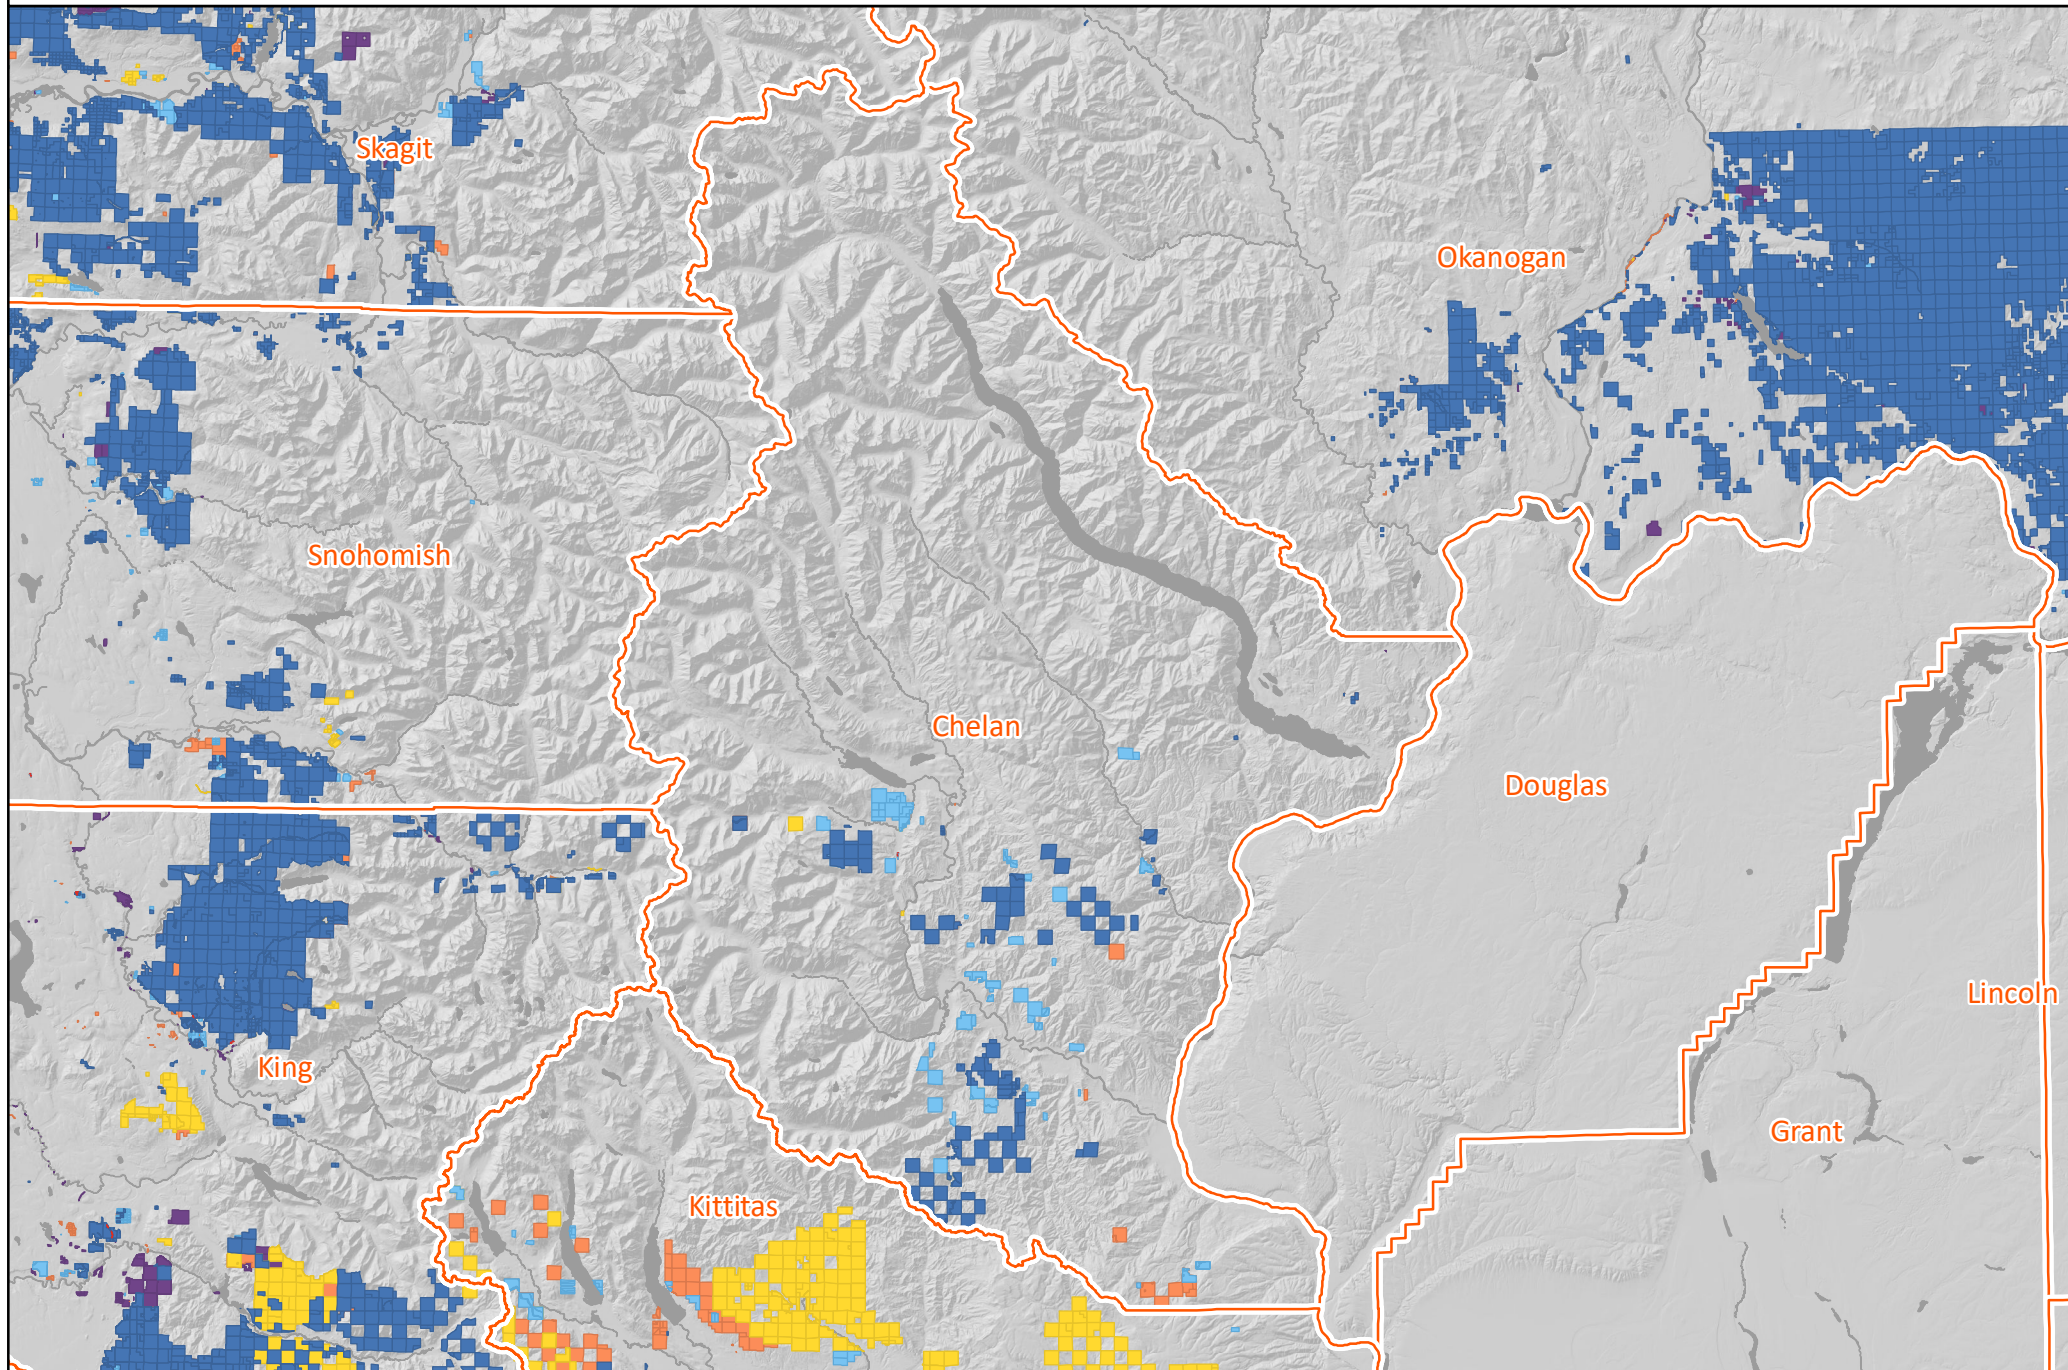 Skagit
Okanogan
Snohomish
Chelan
Douglas
Lincoln
King
Grant
Kittitas